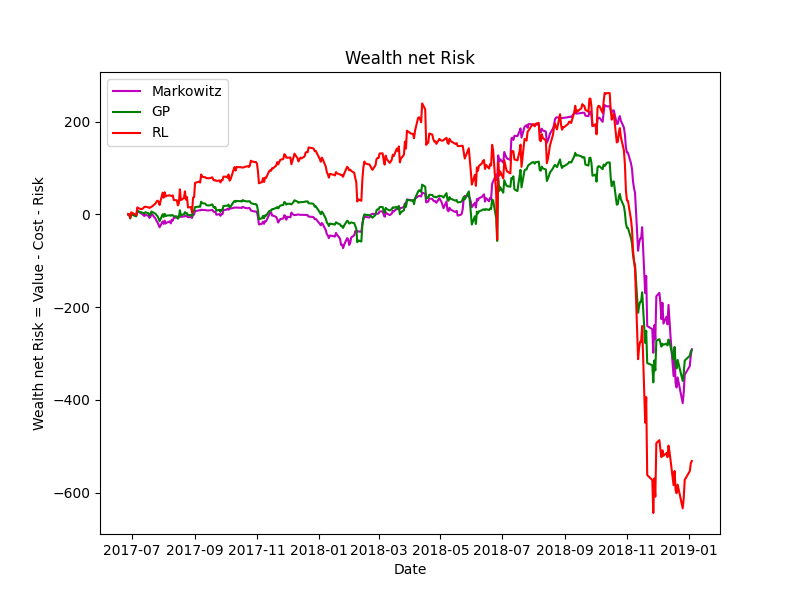 Wealth net Risk
Markowitz
GP
RL
200
0
−200
−400
−600
Wealth net Risk = Value - Cost - Risk
2017-07 2017-09 2017-11 2018-01 2018-03 2018-05 2018-07 2018-09 2018-11 2019-01
Date